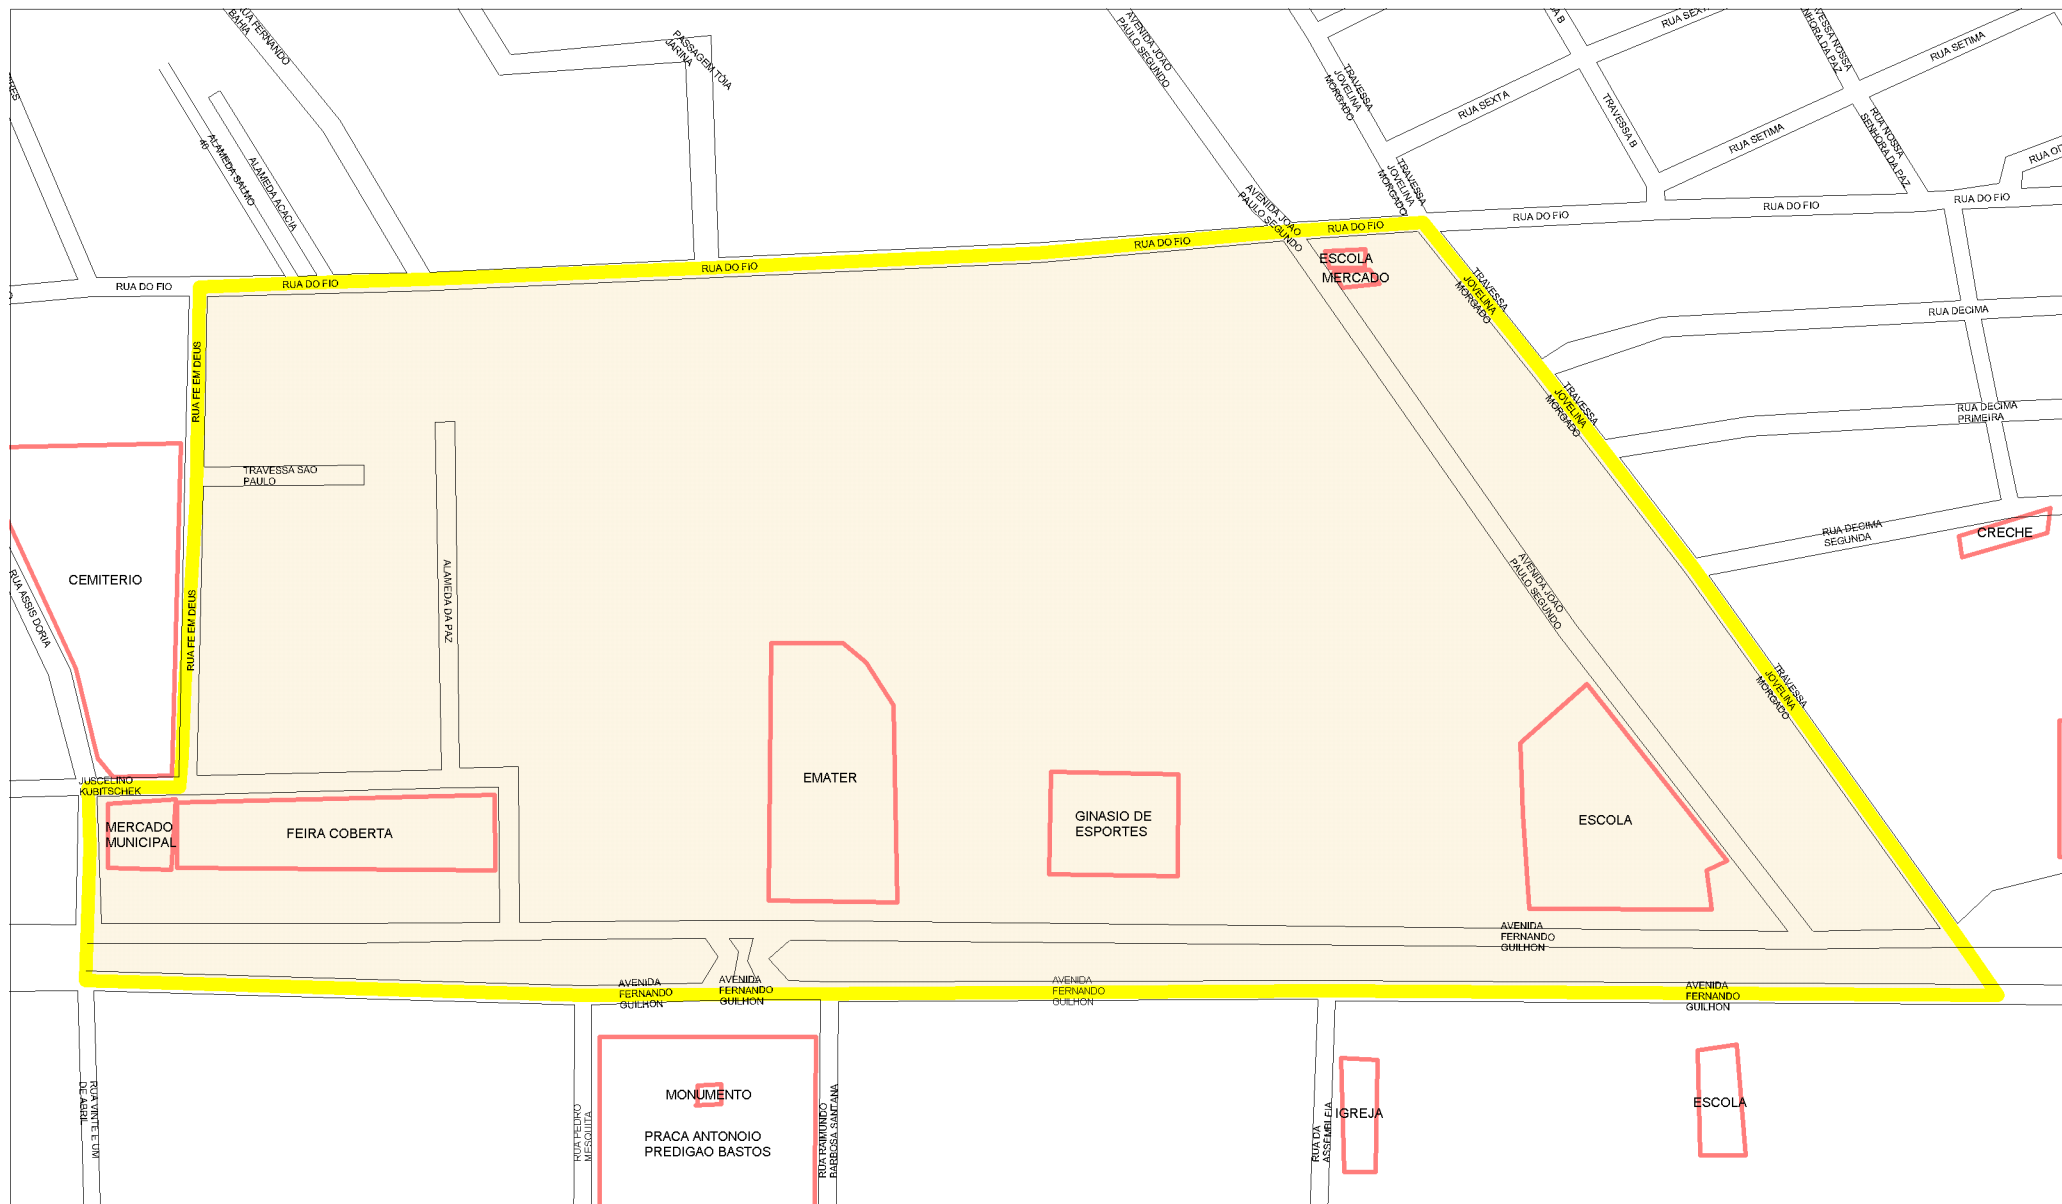 RUA FERNANDO
BAHIA
PASSAGEM TOIA
JARINA
AVENIDA JOAO
PAULO SEGUNDO
TRAVESSA
JOVELINA
MORGADO
RUA SEXTA
RUA SETIMA
RUA SEXTA
TRAVESSA B
RUA SETIMA
RUA NOSSA
SENHORA DA PAZ
ALAMEDA SALMO
40
ALAMEDA ACACIA
TRAVESSA
JOVELINA
MORGADO
AVENIDA JOAO
PAULO SEGUNDO
RUA DO FIO
RUA DO FIO
RUA DO FIO
RUA DO FIO
RUA DO FIO
RUA DO FIO
RUA DO FIO
RUA DO FIO
ESCOLA
MERCADO
TRAVESSA
JOVELINA
MORGADO
RUA DECIMA
RUA FE EM DEUS
TRAVESSA
JOVELINA
MORGADO
RUA DECIMA
PRIMEIRA
TRAVESSA SAO
PAULO
RUA DECIMA
SEGUNDA
CRECHE
CEMITERIO
RUA ASSIS DORIA
RUA FE EM DEUS
ALAMEDA DA PAZ
AVENIDA JOAO
PAULO SEGUNDO
TRAVESSA
JOVELINA
MORGADO
JUSCELINO
KUBITSCHEK
EMATER
MERCADO
MUNICIPAL
FEIRA COBERTA
GINASIO DE
ESPORTES
ESCOLA
AVENIDA
FERNANDO
GUILHON
AVENIDA
FERNANDO
GUILHON
AVENIDA
FERNANDO
GUILHON
AVENIDA
FERNANDO
GUILHON
AVENIDA
FERNANDO
GUILHON
RUA VINTE E UM
DE ABRIL
RUA PEDRO
MESQUITA
MONUMENTO
PRACA ANTONOIO
PREDIGAO BASTOS
RUA RAIMUNDO
BARBOSA SANTANA
RUA DA
ASSEMBLEIA
IGREJA
ESCOLA